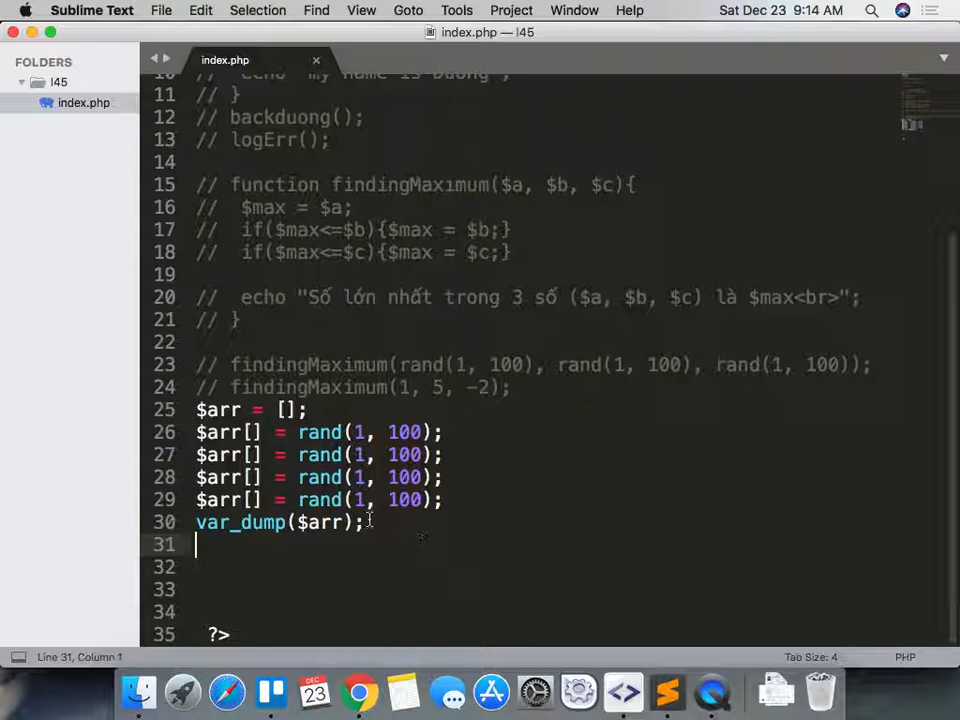 Sublime Text File Edit Selection Find View Goto Tools Project Window Help Sat Dec 23 9:14 AM
index.php — l45
FOLDERS
l45
index.php
index.php
10 // echo "my name is Duong";
11 // }
12 // backduong();
13 // logErr();
14
15 // function findingMaximum($a, $b, $c){
16 // $max = $a;
17 // if($max<=$b){$max = $b;}
18 // if($max<=$c){$max = $c;}
19
20 // echo "Số lớn nhất trong 3 số ($a, $b, $c) là $max<br>";
21 // }
22
23 // findingMaximum(rand(1, 100), rand(1, 100), rand(1, 100));
24 // findingMaximum(1, 5, -2);
25 $arr = [];
26 $arr[] = rand(1, 100);
27 $arr[] = rand(1, 100);
28 $arr[] = rand(1, 100);
29 $arr[] = rand(1, 100);
30 var_dump($arr);
31
32
33
34
35 ?>
Line 31, Column 1 Tab Size: 4 PHP
DEC
23